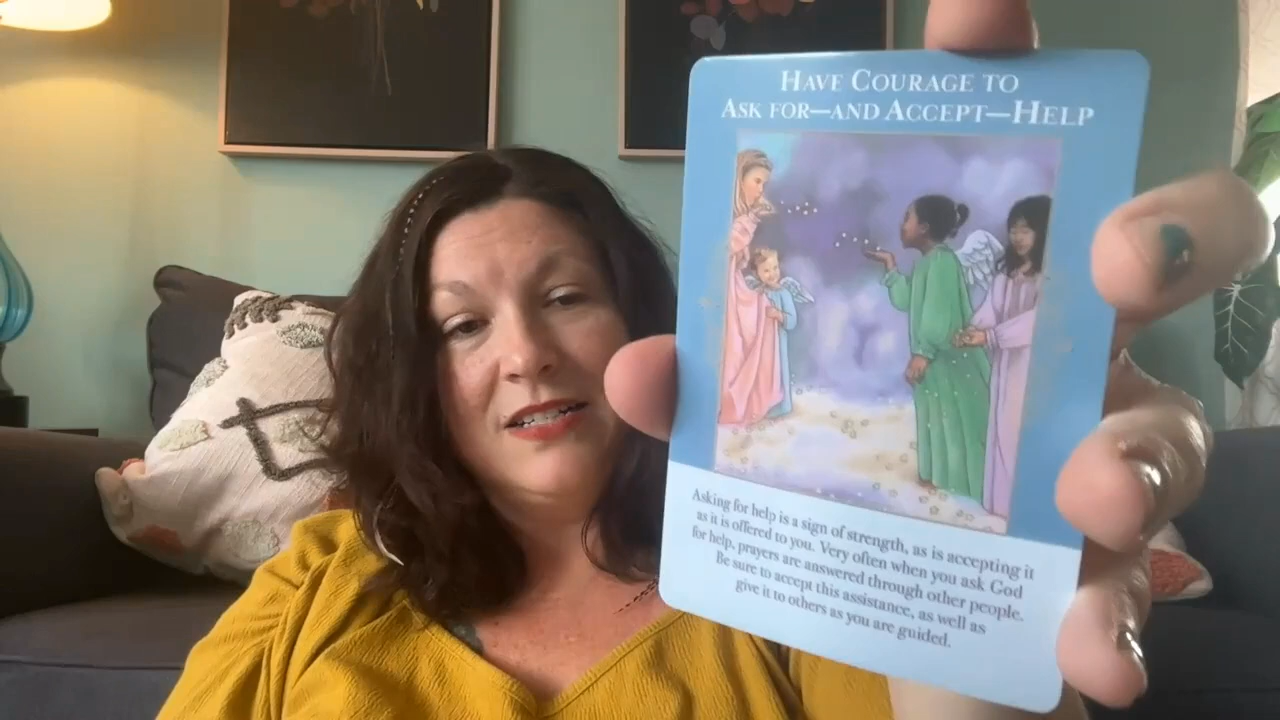 HAVE COURAGE TO
ASK FOR—AND ACCEPT—HELP
Asking for help is a sign of strength, as is accepting it
as it is offered to you. Very often when you ask God
for help, prayers are answered through other people.
Be sure to accept this assistance, as well as
give it to others as you are guided.